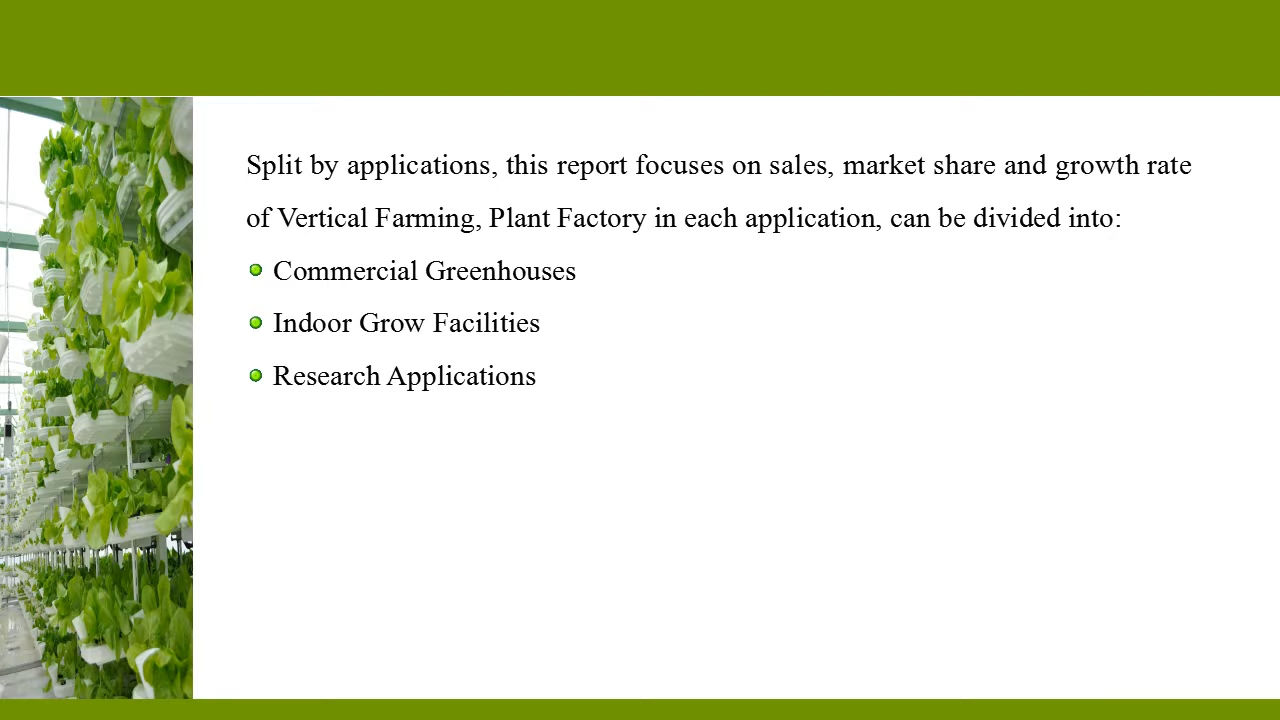 Split by applications, this report focuses on sales, market share and growth rate
of Vertical Farming, Plant Factory in each application, can be divided into:
Commercial Greenhouses
Indoor Grow Facilities
Research Applications